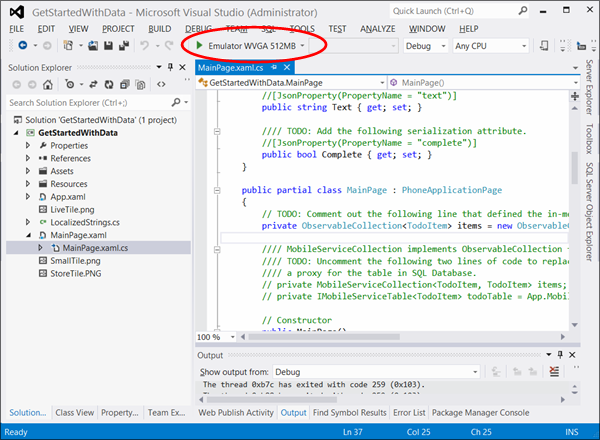 GetStartedWithData - Microsoft Visual Studio (Administrator)
Quick Launch (Ctrl+Q)
FILE EDIT VIEW PROJECT BUILD DEBUG TEAM SQL TOOLS TEST ANALYZE WINDOW HELP
Emulator WVGA 512MB Debug Any CPU
Solution Explorer
Search Solution Explorer (Ctrl+;)
Solution 'GetStartedWithData' (1 project)
GetStartedWithData
Properties
References
Assets
Resources
App.xaml
LiveTile.png
LocalizedStrings.cs
MainPage.xaml
MainPage.xaml.cs
SmallTile.png
StoreTile.PNG
Solution... Class View Property... Team Ex...
MainPage.xaml.cs
GetStartedWithData.MainPage MainPage()
//[JsonProperty(PropertyName = "text")]
public string Text { get; set; }
//// TODO: Add the following serialization attribute.
//[JsonProperty(PropertyName = "complete")]
public bool Complete { get; set; }
}
public partial class MainPage : PhoneApplicationPage
{
// TODO: Comment out the following line that defined the in-me
private ObservableCollection<TodoItem> items = new Observable
//// MobileServiceCollection implements ObservableCollection
//// TODO: Uncomment the following two lines of code to replac
//// a proxy for the table in SQL Database.
// private MobileServiceCollection<TodoItem, TodoItem> items;
// private IMobileServiceTable<TodoItem> todoTable = App.Mobil
// Constructor
public MainPage()
100 %
Output
Show output from: Debug
The thread 0xb7c has exited with code 259 (0x103).
Web Publish Activity Output Find Symbol Results Error List Package Manager Console
Server Explorer
Toolbox
SQL Server Object Explorer
Ready Ln 37 Col 25 Ch 25 INS